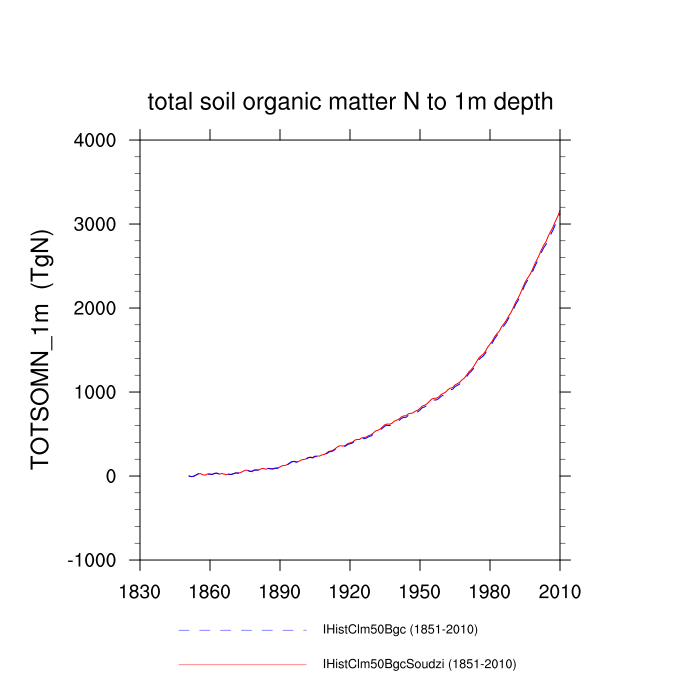 total soil organic matter N to 1m depth
TOTSOMN_1m (TgN)
4000
3000
2000
1000
0
-1000
1830 1860 1890 1920 1950 1980 2010
IHistClm50Bgc (1851-2010)
IHistClm50BgcSoudzi (1851-2010)